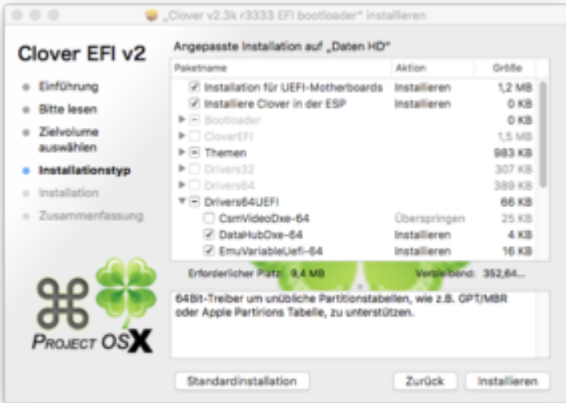 „Clover v2.3k r3333 EFI bootloader“ installieren
Clover EFI v2
Angepasste Installation auf „Daten HD“
Paketname Aktion Größe
Einführung
Bitte lesen
Zielvolume
auswählen
Installationstyp
Installation
Zusammenfassung
Installation für UEFI-Motherboards Installieren 1,2 MB
Installiere Clover in der ESP Installieren 0 KB
Bootloader 0 KB
CloverEFI 1,5 MB
Themen 983 KB
Drivers32 307 KB
Drivers64 389 KB
Drivers64UEFI 66 KB
CsmVideoDxe-64 Überspringen 25 KB
DataHubDxe-64 Installieren 4 KB
EmuVariableUefi-64 Installieren 16 KB
Erforderlicher Platz: 9,4 MB Verbleibend: 352,64...
64Bit-Treiber um unübliche Partitionstabellen, wie z.B. GPT/MBR
oder Apple Partirions Tabelle, zu unterstützen.
PROJECT OSX
Standardinstallation Zurück Installieren